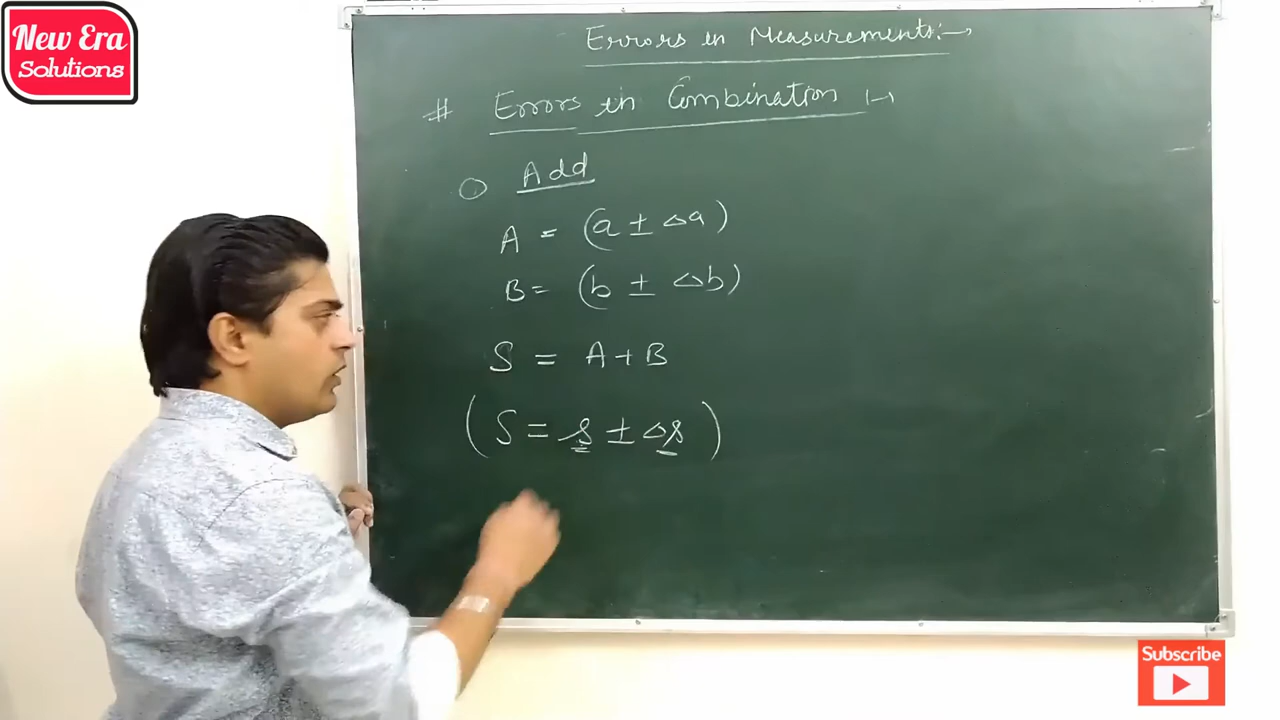 New Era
Solutions
Errors in Measurements:→
# Errors in Combination :→
○ Add
A = (a ± Δa)
B = (b ± Δb)
S = A + B
(S = s ± Δs)
Subscribe